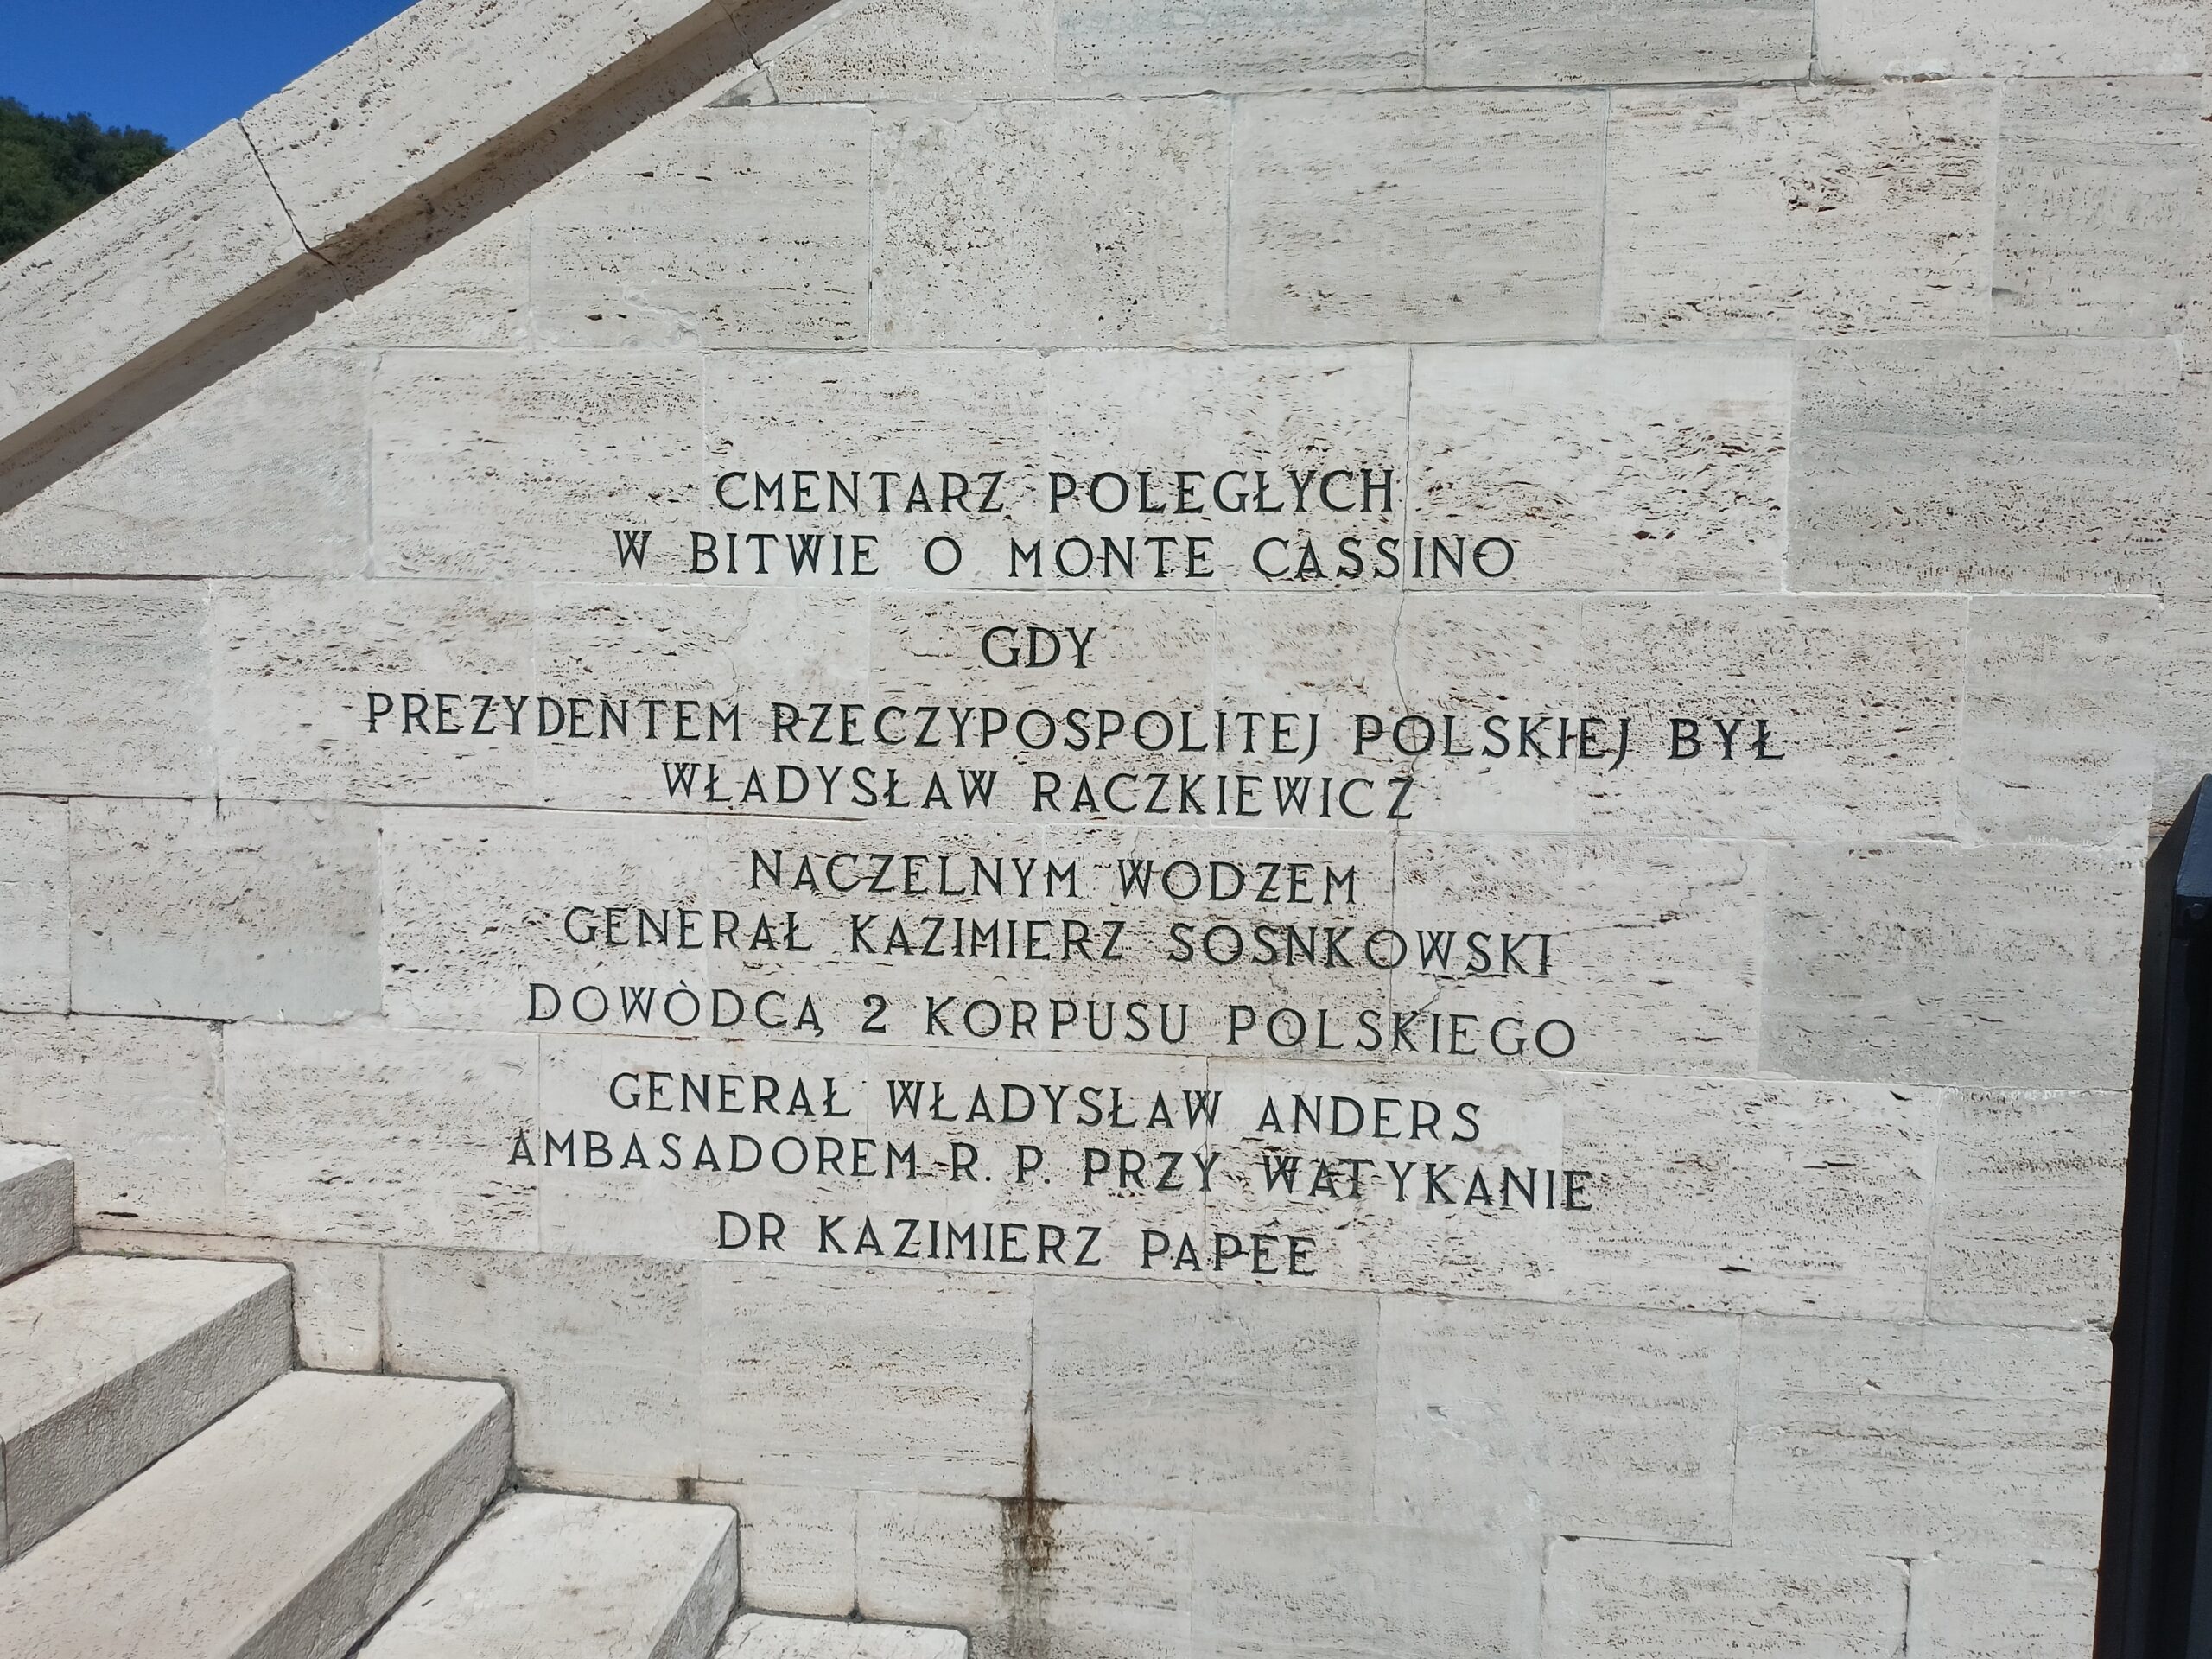 CMENTARZ POLEGŁYCH
W BITWIE O MONTE CASSINO
GDY
PREZYDENTEM RZECZYPOSPOLITEJ POLSKIEJ BYŁ
WŁADYSŁAW RACZKIEWICZ
NACZELNYM WODZEM
GENERAŁ KAZIMIERZ SOSNKOWSKI
DOWÒDCĄ 2 KORPUSU POLSKIEGO
GENERAŁ WŁADYSŁAW ANDERS
AMBASADOREM R. P. PRZY WATYKANIE
DR KAZIMIERZ PAPÉE